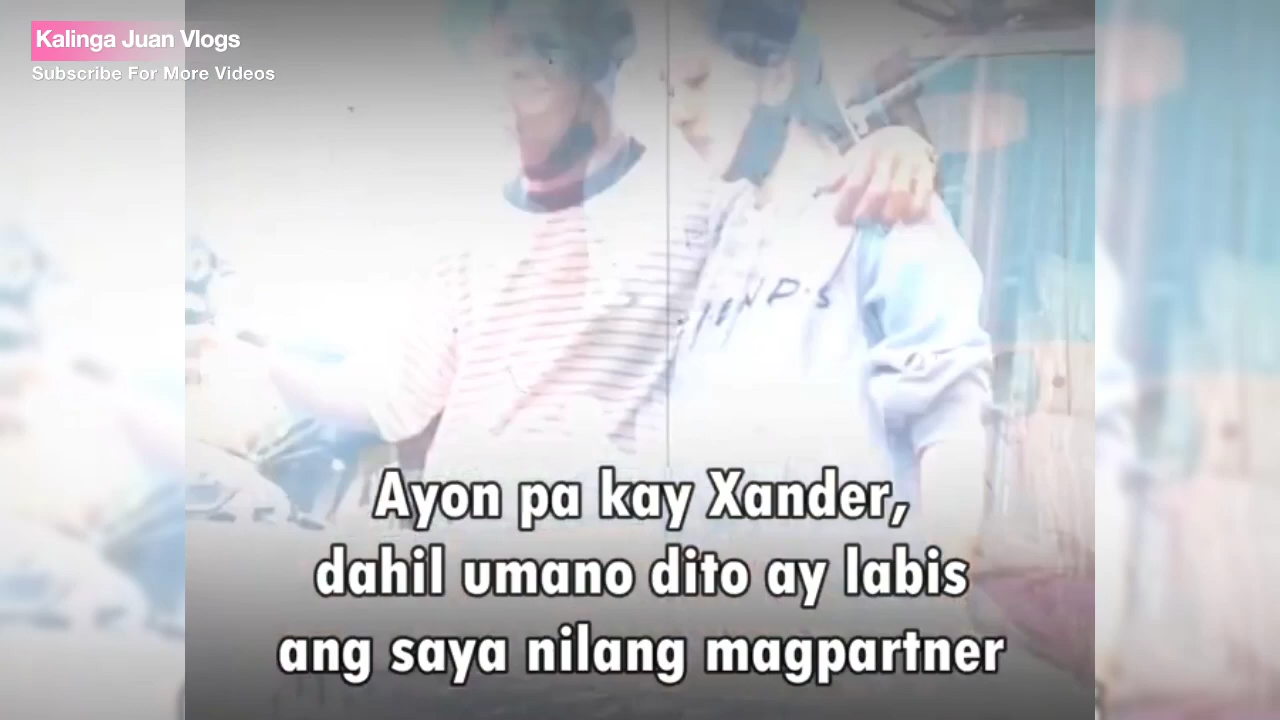 Kalinga Juan Vlogs
Subscribe For More Videos
Ayon pa kay Xander,
dahil umano dito ay labis
ang saya nilang magpartner